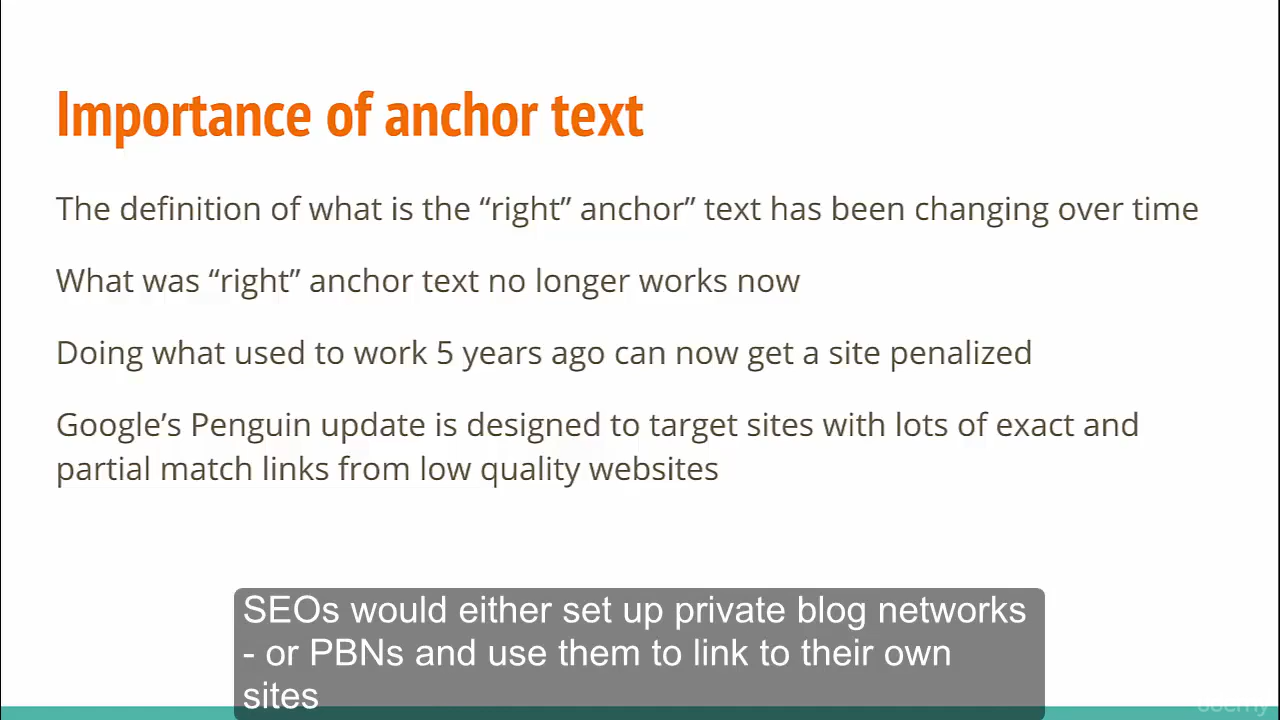 Importance of anchor text
The definition of what is the “right” anchor” text has been changing over time
What was “right” anchor text no longer works now
Doing what used to work 5 years ago can now get a site penalized
Google’s Penguin update is designed to target sites with lots of exact and
partial match links from low quality websites
SEOs would either set up private blog networks
- or PBNs and use them to link to their own
sites